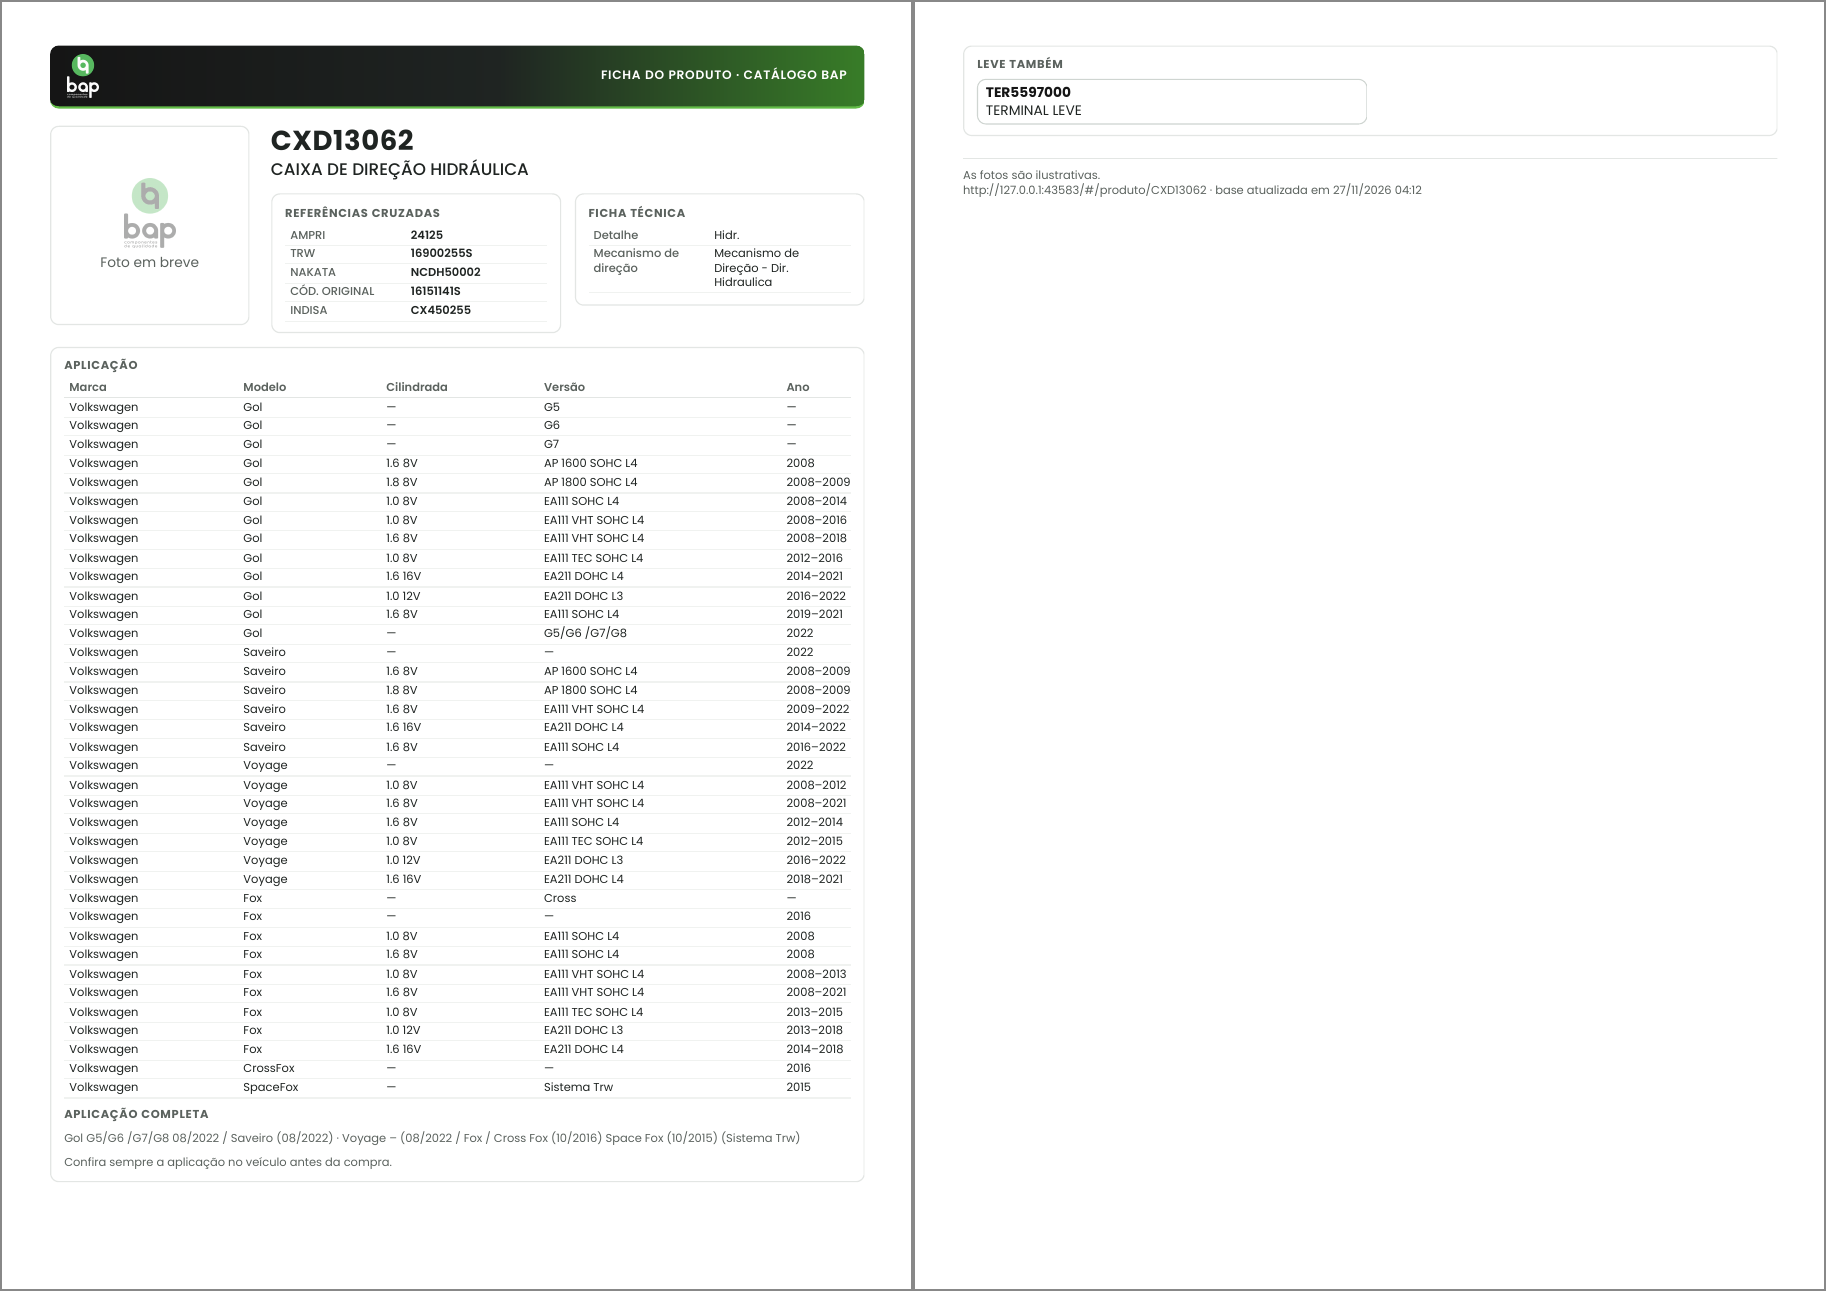 bap
FICHA DO PRODUTO · CATÁLOGO BAP
bap
componentes
de qualidade
Foto em breve
CXD13062
CAIXA DE DIREÇÃO HIDRÁULICA
REFERÊNCIAS CRUZADAS
AMPRI 24125
TRW 16900255S
NAKATA NCDH50002
CÓD. ORIGINAL 16151141S
INDISA CX450255
FICHA TÉCNICA
Detalhe Hidr.
Mecanismo de direção Mecanismo de Direção - Dir. Hidraulica
APLICAÇÃO
Marca Modelo Cilindrada Versão Ano
Volkswagen Gol — G5 —
Volkswagen Gol — G6 —
Volkswagen Gol — G7 —
Volkswagen Gol 1.6 8V AP 1600 SOHC L4 2008
Volkswagen Gol 1.8 8V AP 1800 SOHC L4 2008–2009
Volkswagen Gol 1.0 8V EA111 SOHC L4 2008–2014
Volkswagen Gol 1.0 8V EA111 VHT SOHC L4 2008–2016
Volkswagen Gol 1.6 8V EA111 VHT SOHC L4 2008–2018
Volkswagen Gol 1.0 8V EA111 TEC SOHC L4 2012–2016
Volkswagen Gol 1.6 16V EA211 DOHC L4 2014–2021
Volkswagen Gol 1.0 12V EA211 DOHC L3 2016–2022
Volkswagen Gol 1.6 8V EA111 SOHC L4 2019–2021
Volkswagen Gol — G5/G6 /G7/G8 2022
Volkswagen Saveiro — — 2022
Volkswagen Saveiro 1.6 8V AP 1600 SOHC L4 2008–2009
Volkswagen Saveiro 1.8 8V AP 1800 SOHC L4 2008–2009
Volkswagen Saveiro 1.6 8V EA111 VHT SOHC L4 2009–2022
Volkswagen Saveiro 1.6 16V EA211 DOHC L4 2014–2022
Volkswagen Saveiro 1.6 8V EA111 SOHC L4 2016–2022
Volkswagen Voyage — — 2022
Volkswagen Voyage 1.0 8V EA111 VHT SOHC L4 2008–2012
Volkswagen Voyage 1.6 8V EA111 VHT SOHC L4 2008–2021
Volkswagen Voyage 1.6 8V EA111 SOHC L4 2012–2014
Volkswagen Voyage 1.0 8V EA111 TEC SOHC L4 2012–2015
Volkswagen Voyage 1.0 12V EA211 DOHC L3 2016–2022
Volkswagen Voyage 1.6 16V EA211 DOHC L4 2018–2021
Volkswagen Fox — Cross —
Volkswagen Fox — — 2016
Volkswagen Fox 1.0 8V EA111 SOHC L4 2008
Volkswagen Fox 1.6 8V EA111 SOHC L4 2008
Volkswagen Fox 1.0 8V EA111 VHT SOHC L4 2008–2013
Volkswagen Fox 1.6 8V EA111 VHT SOHC L4 2008–2021
Volkswagen Fox 1.0 8V EA111 TEC SOHC L4 2013–2015
Volkswagen Fox 1.0 12V EA211 DOHC L3 2013–2018
Volkswagen Fox 1.6 16V EA211 DOHC L4 2014–2018
Volkswagen CrossFox — — 2016
Volkswagen SpaceFox — Sistema Trw 2015
APLICAÇÃO COMPLETA
Gol G5/G6 /G7/G8 08/2022 / Saveiro (08/2022) · Voyage – (08/2022 / Fox / Cross Fox (10/2016) Space Fox (10/2015) (Sistema Trw)
Confira sempre a aplicação no veículo antes da compra.
LEVE TAMBÉM
TER5597000
TERMINAL LEVE
As fotos são ilustrativas.
http://127.0.0.1:43583/#/produto/CXD13062 · base atualizada em 27/11/2026 04:12